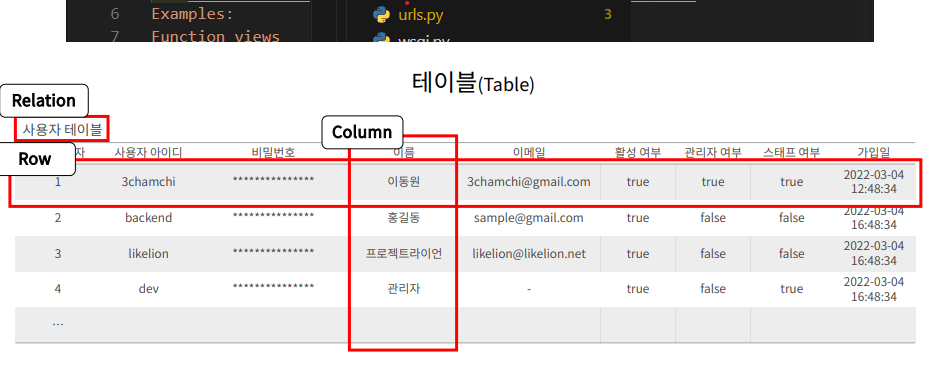 6 Examples:
7 Function views
urls.py 3
wsgi.py
테이블(Table)
Relation
사용자 테이블
Column
Row
자 사용자 아이디 비밀번호 이름 이메일 활성 여부 관리자 여부 스태프 여부 가입일
1 3chamchi *************** 이동원 3chamchi@gmail.com true true true 2022-03-04 12:48:34
2 backend *************** 홍길동 sample@gmail.com true false false 2022-03-04 16:48:34
3 likelion *************** 프로젝트라이언 likelion@likelion.net true false false 2022-03-04 16:48:34
4 dev *************** 관리자 - true false true 2022-03-04 16:48:34
...